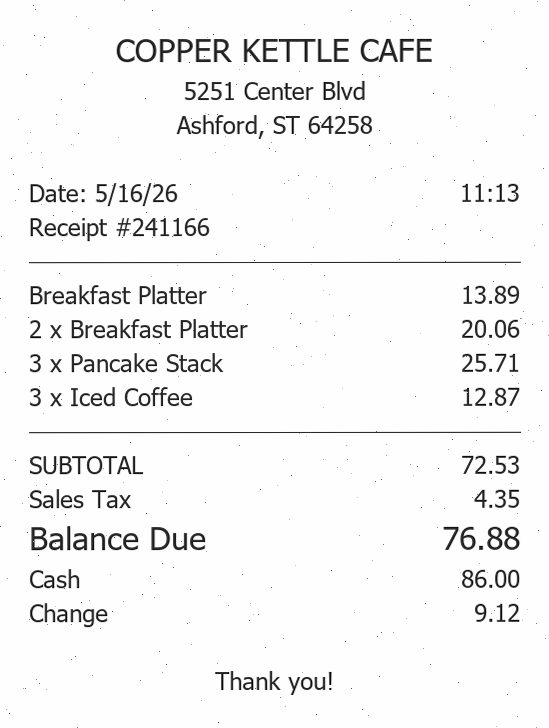 COPPER KETTLE CAFE
5251 Center Blvd
Ashford, ST 64258
Date: 5/16/26 11:13
Receipt #241166
Breakfast Platter 13.89
2 x Breakfast Platter 20.06
3 x Pancake Stack 25.71
3 x Iced Coffee 12.87
SUBTOTAL 72.53
Sales Tax 4.35
Balance Due 76.88
Cash 86.00
Change 9.12
Thank you!